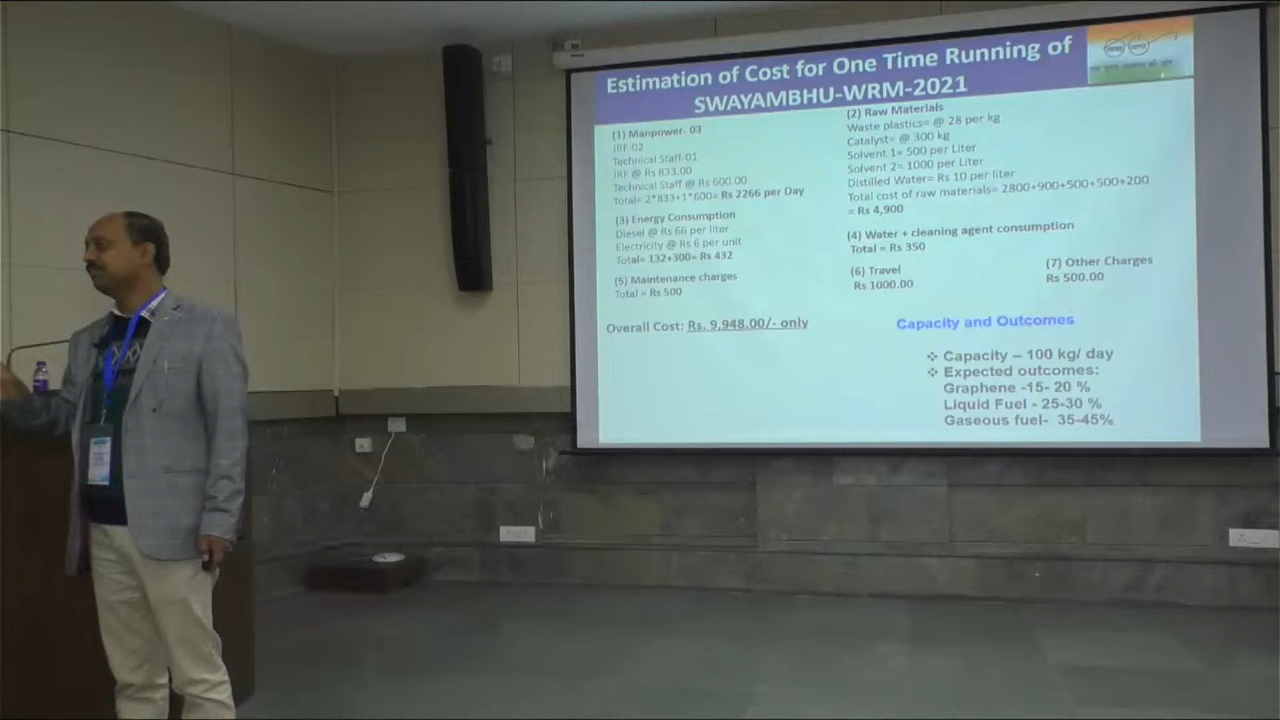 Estimation of Cost for One Time Running of
SWAYAMBHU-WRM-2021
(1) Manpower- 03
JRF-02
Technical Staff-01
JRF @ Rs 833.00
Technical Staff @ Rs 600.00
Total= 2*833+1*600= Rs 2266 per Day
(3) Energy Consumption
Diesel @ Rs 66 per liter
Electricity @ Rs 6 per unit
Total= 132+300= Rs 432
(5) Maintenance charges
Total = Rs 500
Overall Cost: Rs. 9,948.00/- only
(2) Raw Materials
Waste plastics= @ 28 per kg
Catalyst= @ 300 kg
Solvent 1= 500 per Liter
Solvent 2= 1000 per Liter
Distilled Water= Rs 10 per liter
Total cost of raw materials= 2800+900+500+500+200
= Rs 4,900
(4) Water + cleaning agent consumption
Total = Rs 350
(6) Travel
Rs 1000.00
(7) Other Charges
Rs 500.00
Capacity and Outcomes
❖ Capacity – 100 kg/ day
❖ Expected outcomes:
Graphene -15- 20 %
Liquid Fuel - 25-30 %
Gaseous fuel-  35-45%